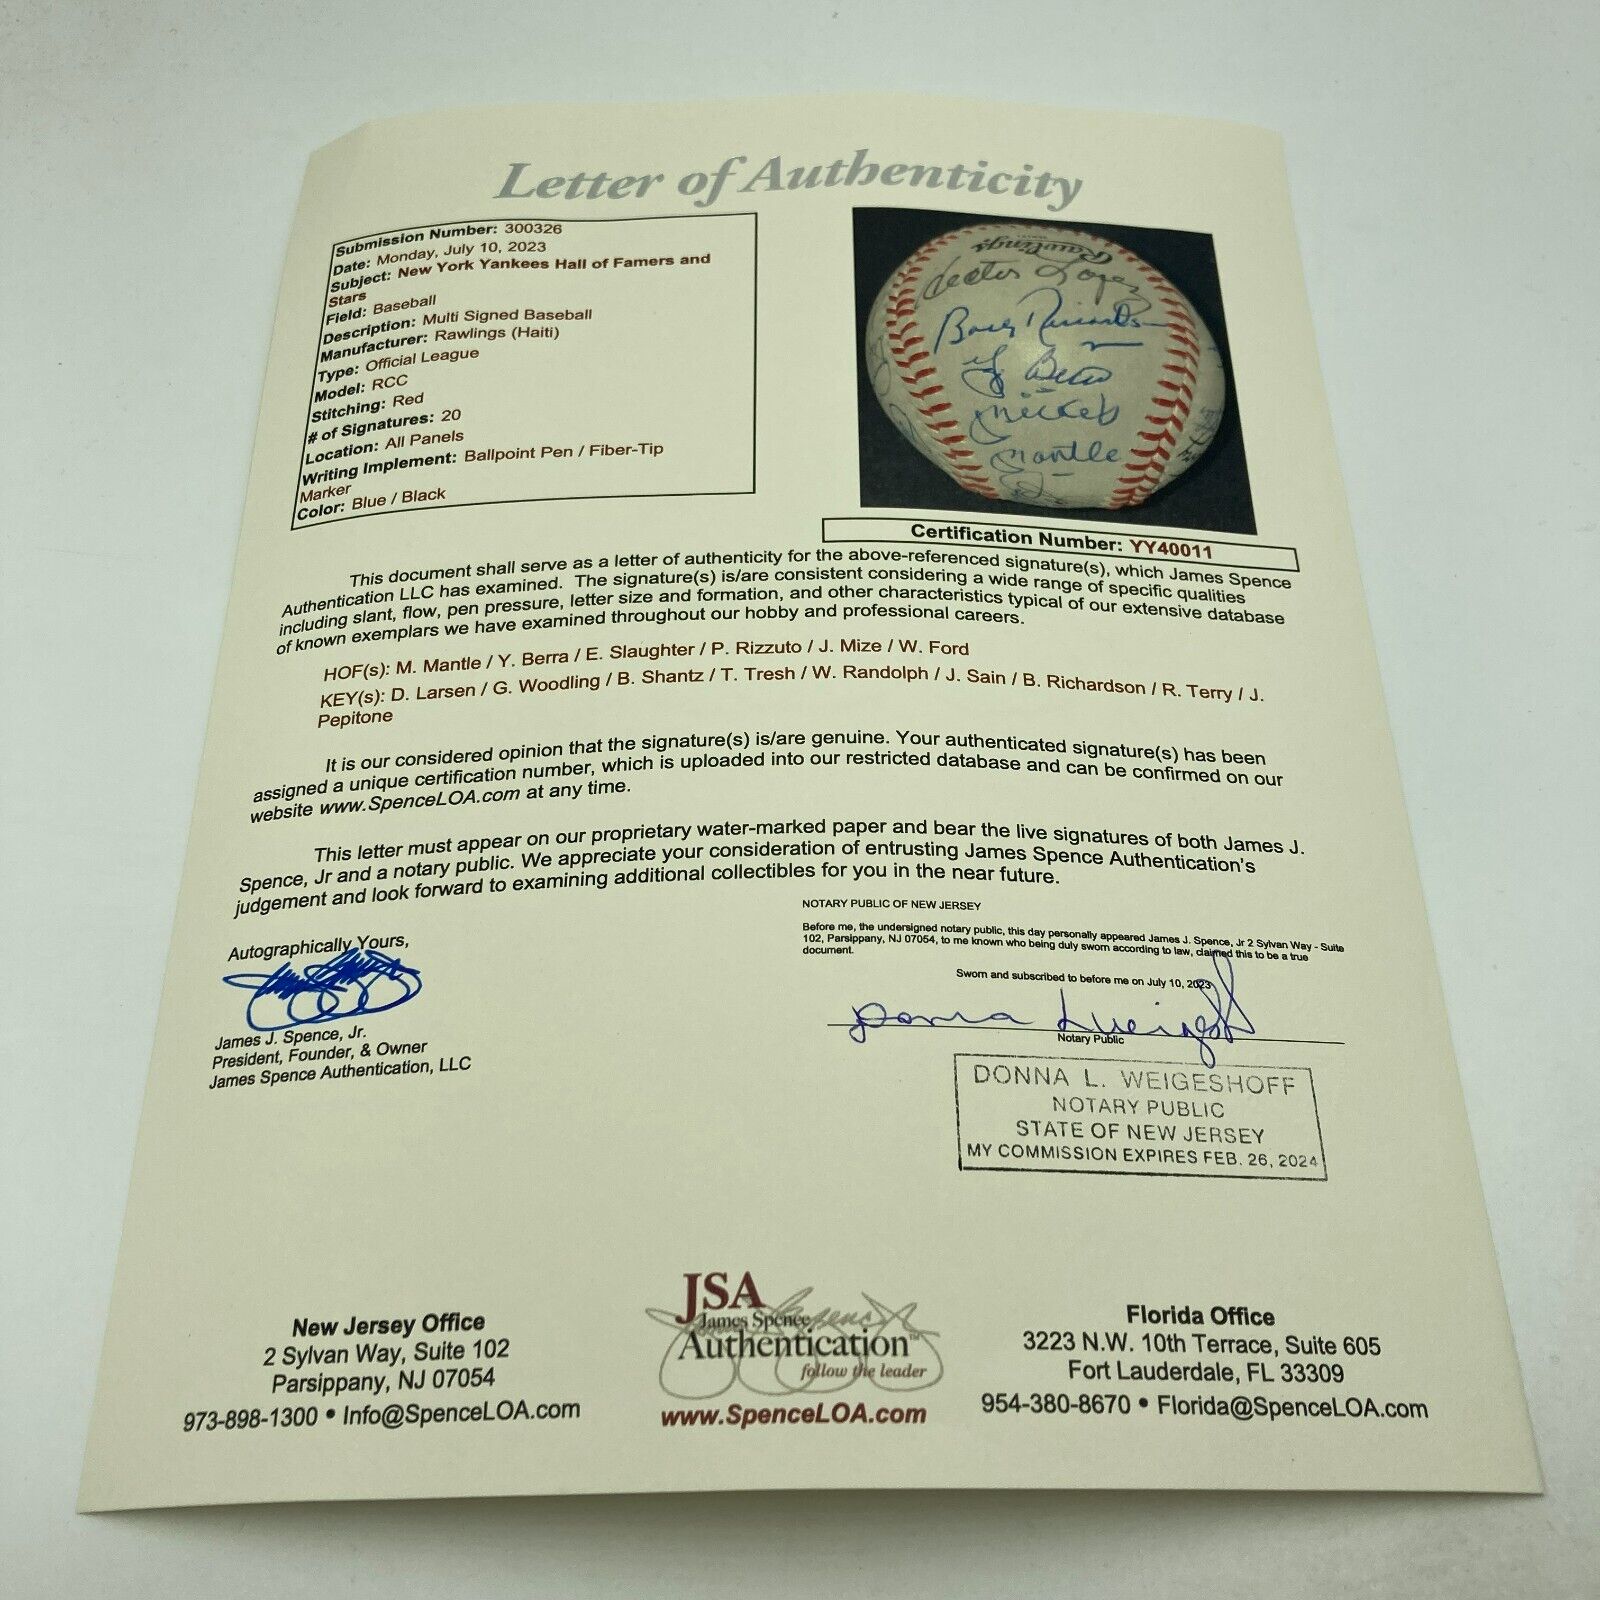 Letter of Authenticity
Submission Number: 300326
Date: Monday, July 10, 2023
Subject: New York Yankees Hall of Famers and
Stars
Field: Baseball
Description: Multi Signed Baseball
Manufacturer: Rawlings (Haiti)
Type: Official League
Model: RCC
Stitching: Red
# of Signatures: 20
Location: All Panels
Writing Implement: Ballpoint Pen / Fiber-Tip
Marker
Color: Blue / Black
Rawlings
Hector Lopez
Bobby Richardson
Yogi Berra
Mickey
Mantle
Certification Number: YY40011
This document shall serve as a letter of authenticity for the above-referenced signature(s), which James Spence
Authentication LLC has examined. The signature(s) is/are consistent considering a wide range of specific qualities
including slant, flow, pen pressure, letter size and formation, and other characteristics typical of our extensive database
of known exemplars we have examined throughout our hobby and professional careers.
HOF(s): M. Mantle / Y. Berra / E. Slaughter / P. Rizzuto / J. Mize / W. Ford
KEY(s): D. Larsen / G. Woodling / B. Shantz / T. Tresh / W. Randolph / J. Sain / B. Richardson / R. Terry / J.
Pepitone
It is our considered opinion that the signature(s) is/are genuine. Your authenticated signature(s) has been
assigned a unique certification number, which is uploaded into our restricted database and can be confirmed on our
website www.SpenceLOA.com at any time.
This letter must appear on our proprietary water-marked paper and bear the live signatures of both James J.
Spence, Jr and a notary public. We appreciate your consideration of entrusting James Spence Authentication's
judgement and look forward to examining additional collectibles for you in the near future.
NOTARY PUBLIC OF NEW JERSEY
Before me, the undersigned notary public, this day personally appeared James J. Spence, Jr 2 Sylvan Way - Suite
102, Parsippany, NJ 07054, to me known who being duly sworn according to law, claimed this to be a true
document.
Sworn and subscribed to before me on July 10, 2023
Donna Weigeshoff
Notary Public
DONNA L. WEIGESHOFF
NOTARY PUBLIC
STATE OF NEW JERSEY
MY COMMISSION EXPIRES FEB. 26, 2024
Autographically Yours,
James J. Spence, Jr.
President, Founder, & Owner
James Spence Authentication, LLC
New Jersey Office
2 Sylvan Way, Suite 102
Parsippany, NJ 07054
973-898-1300 • Info@SpenceLOA.com
JSA
James Spence
Authentication™
follow the leader
www.SpenceLOA.com
Florida Office
3223 N.W. 10th Terrace, Suite 605
Fort Lauderdale, FL 33309
954-380-8670 • Florida@SpenceLOA.com